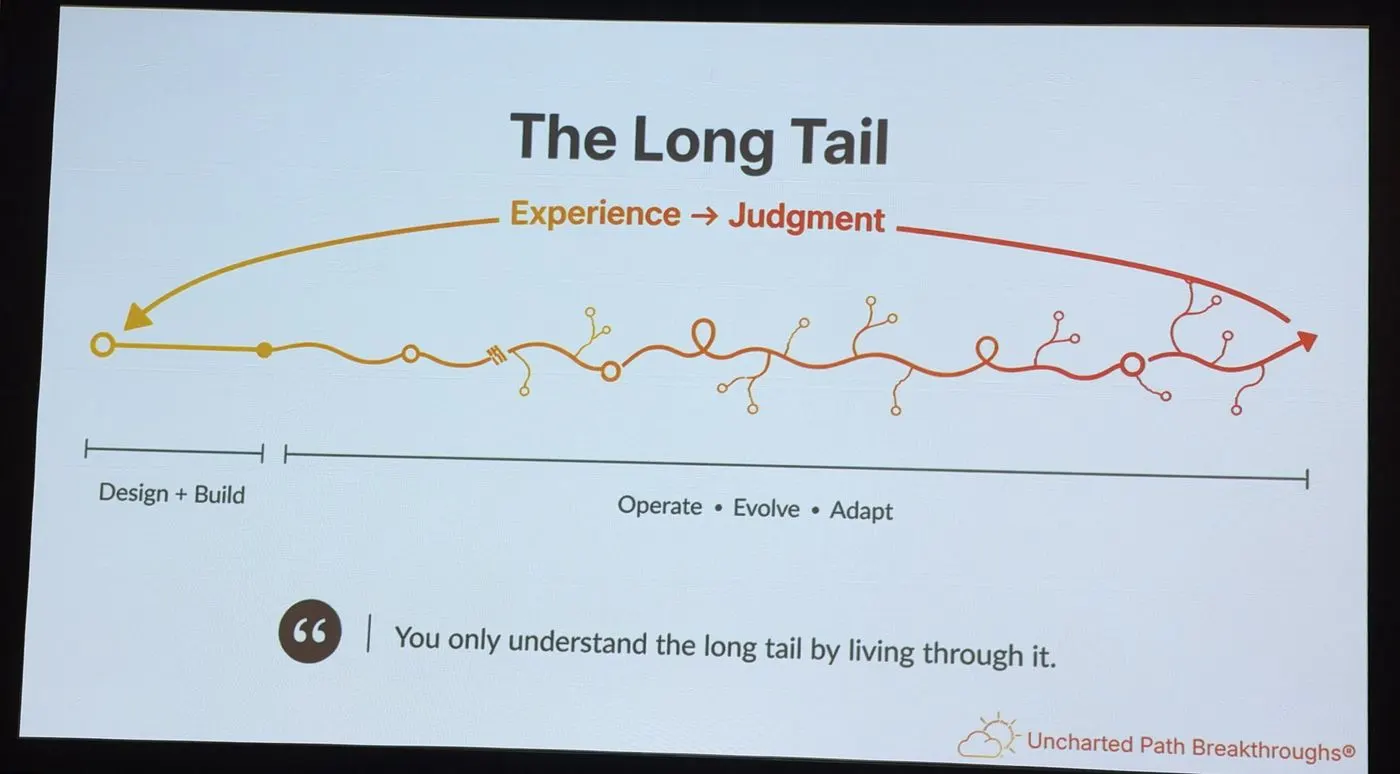 The Long Tail
Experience → Judgment
Design + Build
Operate • Evolve • Adapt
“ You only understand the long tail by living through it.
Uncharted Path Breakthroughs®